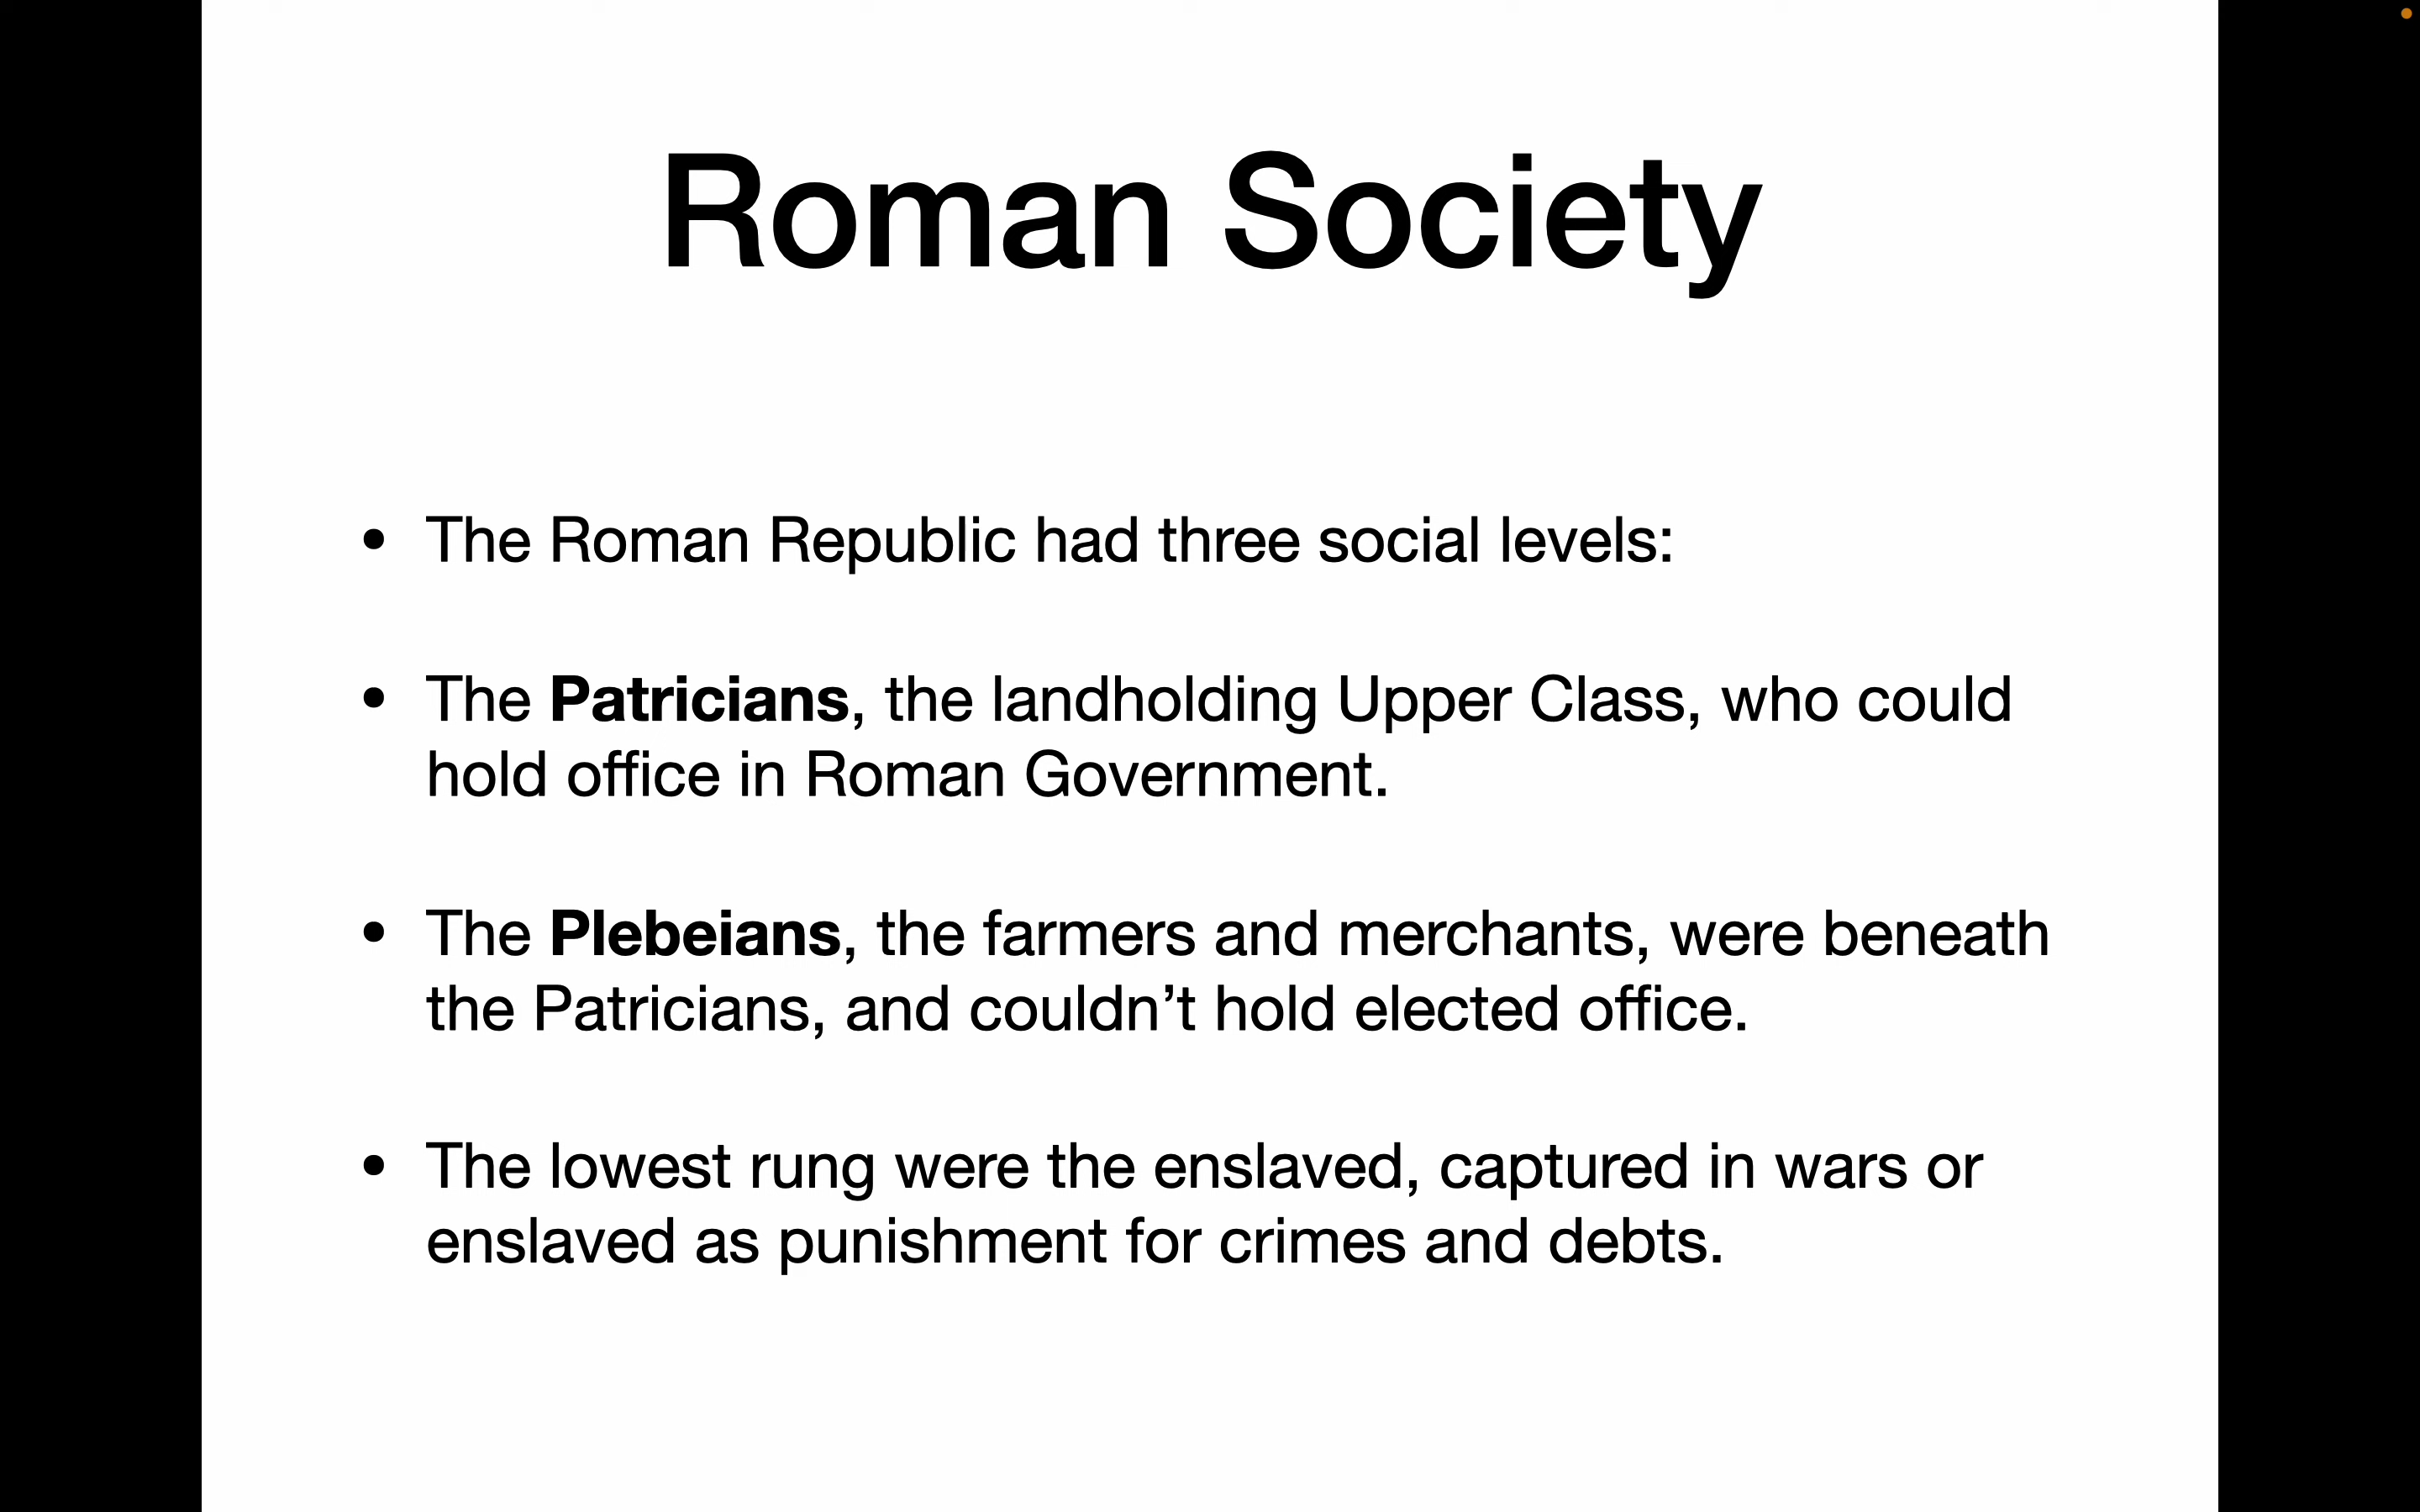 Roman Society
• The Roman Republic had three social levels:
• The Patricians, the landholding Upper Class, who could
hold office in Roman Government.
• The Plebeians, the farmers and merchants, were beneath
the Patricians, and couldn’t hold elected office.
• The lowest rung were the enslaved, captured in wars or
enslaved as punishment for crimes and debts.